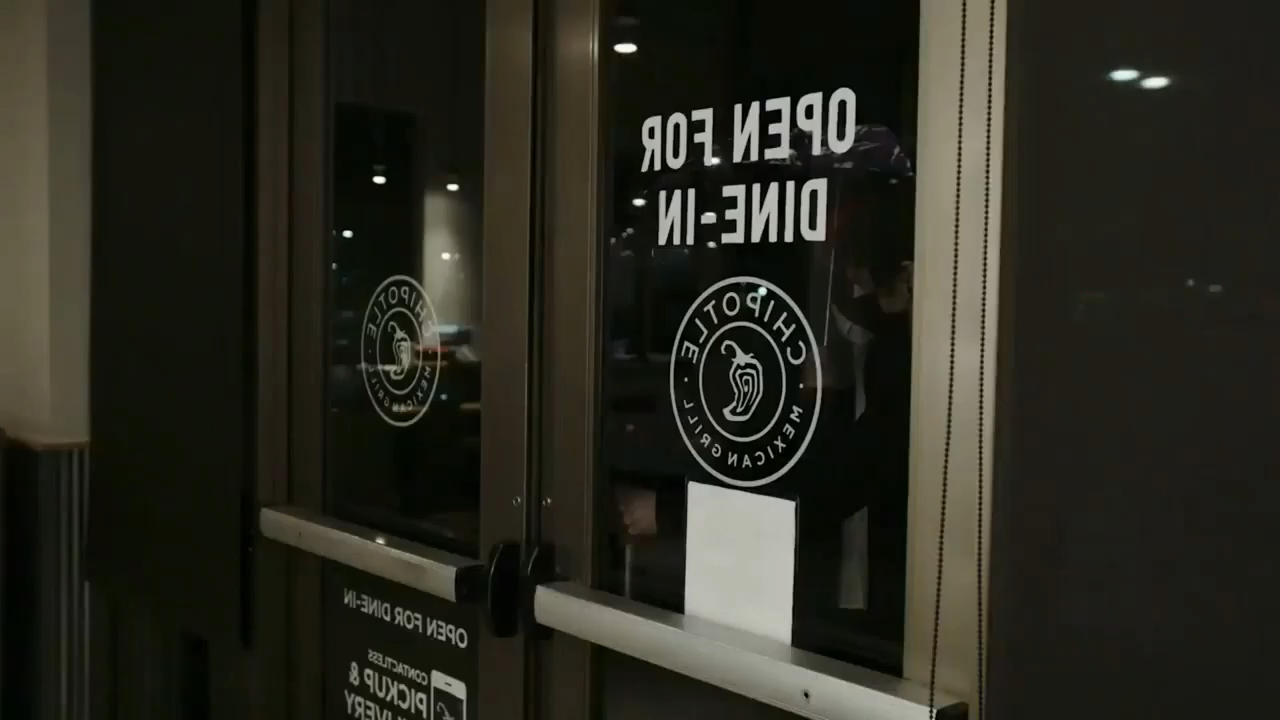 OPEN FOR
DINE-IN
CHIPOTLE
MEXICAN GRILL
CHIPOTLE
MEXICAN GRILL
OPEN FOR DINE-IN
CONTACTLESS
PICKUP &